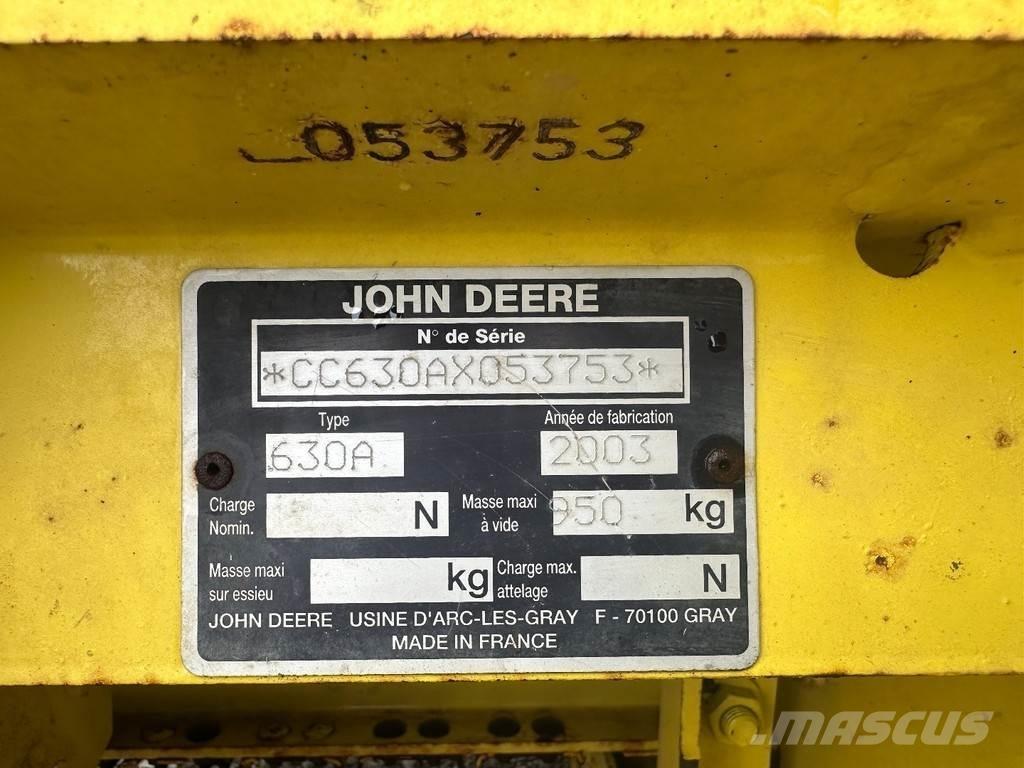 053753
JOHN DEERE
N° de Série
*CC630AX053753*
Type
Année de fabrication
630A
2003
Charge Nomin.
N
Masse maxi à vide
950 kg
Masse maxi sur essieu
kg
Charge max. attelage
N
JOHN DEERE USINE D'ARC-LES-GRAY F - 70100 GRAY
MADE IN FRANCE
MASCUS